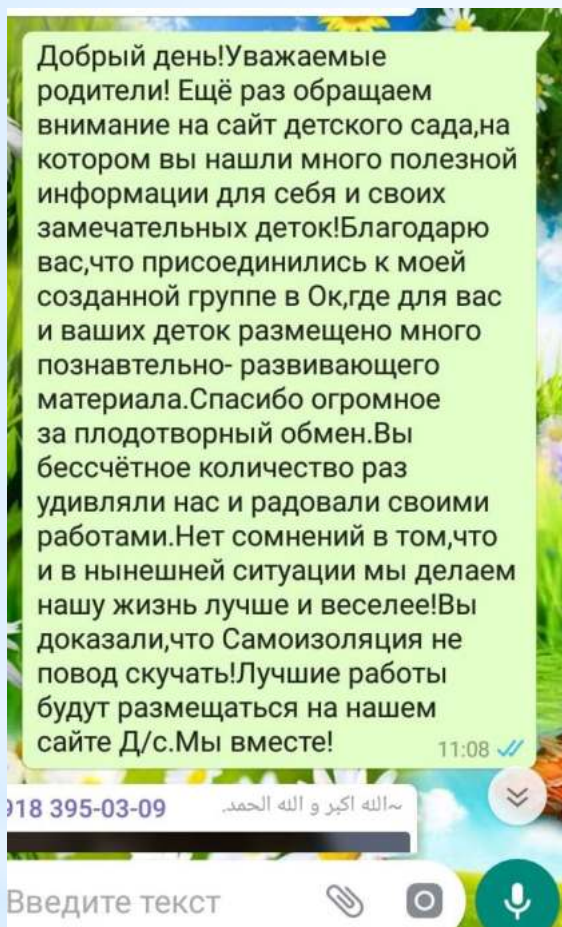 Добрый день!Уважаемые
родители! Ещё раз обращаем
внимание на сайт детского сада,на
котором вы нашли много полезной
информации для себя и своих
замечательных деток!Благодарю
вас,что присоединились к моей
созданной группе в Ок,где для вас
и ваших деток размещено много
познавтельно- развивающего
материала.Спасибо огромное
за плодотворный обмен.Вы
бессчётное количество раз
удивляли нас и радовали своими
работами.Нет сомнений в том,что
и в нынешней ситуации мы делаем
нашу жизнь лучше и веселее!Вы
доказали,что Самоизоляция не
повод скучать!Лучшие работы
будут размещаться на нашем
сайте Д/с.Мы вместе!
11:08
918 395-03-09 ~الله اكبر و الله الحمد.
Введите текст